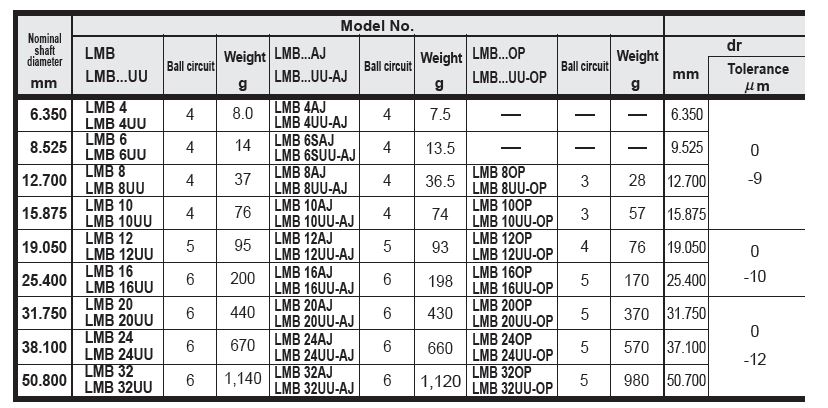 Model No.
Nominal shaft diameter mm | LMB LMB...UU | Ball circuit | Weight g | LMB...AJ LMB...UU-AJ | Ball circuit | Weight g | LMB...OP LMB...UU-OP | Ball circuit | Weight g | dr mm | Tolerance μm
6.350 | LMB 4 LMB 4UU | 4 | 8.0 | LMB 4AJ LMB 4UU-AJ | 4 | 7.5 | — | — | — | 6.350 | 0 -9
8.525 | LMB 6 LMB 6UU | 4 | 14 | LMB 6SAJ LMB 6SUU-AJ | 4 | 13.5 | — | — | — | 9.525
12.700 | LMB 8 LMB 8UU | 4 | 37 | LMB 8AJ LMB 8UU-AJ | 4 | 36.5 | LMB 8OP LMB 8UU-OP | 3 | 28 | 12.700
15.875 | LMB 10 LMB 10UU | 4 | 76 | LMB 10AJ LMB 10UU-AJ | 4 | 74 | LMB 10OP LMB 10UU-OP | 3 | 57 | 15.875
19.050 | LMB 12 LMB 12UU | 5 | 95 | LMB 12AJ LMB 12UU-AJ | 5 | 93 | LMB 12OP LMB 12UU-OP | 4 | 76 | 19.050 | 0 -10
25.400 | LMB 16 LMB 16UU | 6 | 200 | LMB 16AJ LMB 16UU-AJ | 6 | 198 | LMB 16OP LMB 16UU-OP | 5 | 170 | 25.400
31.750 | LMB 20 LMB 20UU | 6 | 440 | LMB 20AJ LMB 20UU-AJ | 6 | 430 | LMB 20OP LMB 20UU-OP | 5 | 370 | 31.750 | 0 -12
38.100 | LMB 24 LMB 24UU | 6 | 670 | LMB 24AJ LMB 24UU-AJ | 6 | 660 | LMB 24OP LMB 24UU-OP | 5 | 570 | 37.100
50.800 | LMB 32 LMB 32UU | 6 | 1,140 | LMB 32AJ LMB 32UU-AJ | 6 | 1,120 | LMB 32OP LMB 32UU-OP | 5 | 980 | 50.700